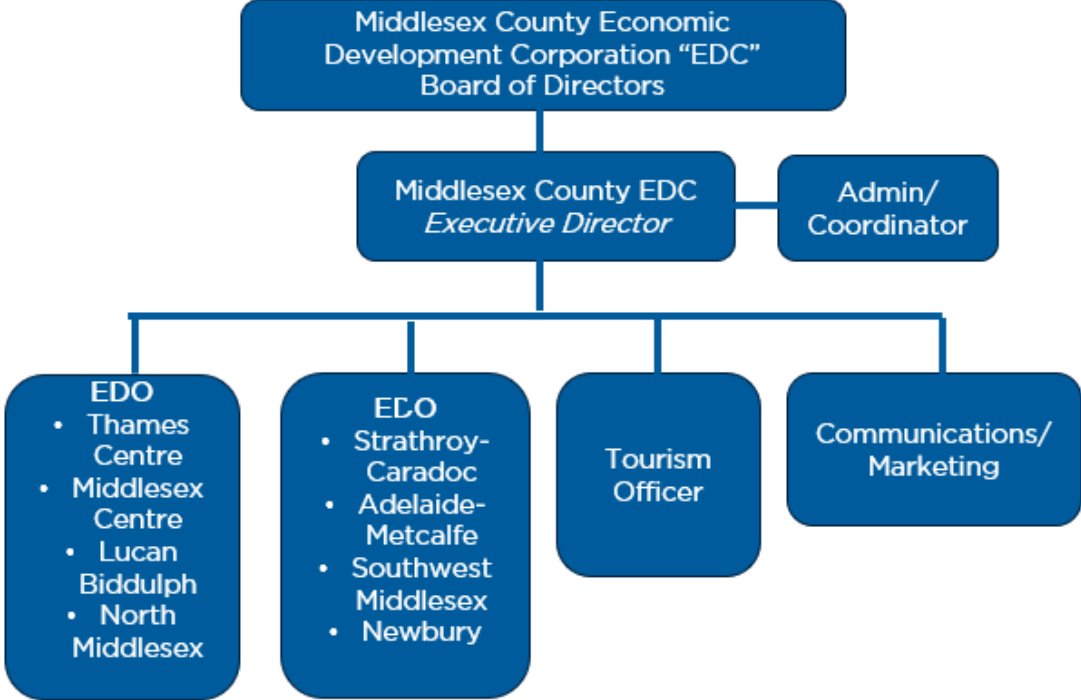 Middlesex County Economic
Development Corporation “EDC”
Board of Directors
Middlesex County EDC
Executive Director
Admin/
Coordinator
EDO
• Thames
Centre
• Middlesex
Centre
• Lucan
Biddulph
• North
Middlesex
EDO
• Strathroy-
Caradoc
• Adelaide-
Metcalfe
• Southwest
Middlesex
• Newbury
Tourism
Officer
Communications/
Marketing